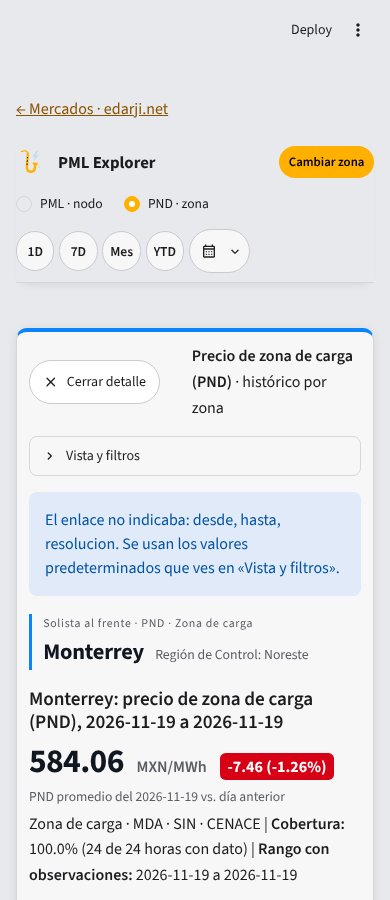 Deploy
← Mercados · edarji.net
PML Explorer
Cambiar zona
PML · nodo
PND · zona
1D
7D
Mes
YTD
Cerrar detalle
Precio de zona de carga
(PND) · histórico por
zona
Vista y filtros
El enlace no indicaba: desde, hasta,
resolucion. Se usan los valores
predeterminados que ves en «Vista y filtros».
Solista al frente · PND · Zona de carga
Monterrey Región de Control: Noreste
Monterrey: precio de zona de carga
(PND), 2026-11-19 a 2026-11-19
584.06 MXN/MWh -7.46 (-1.26%)
PND promedio del 2026-11-19 vs. día anterior
Zona de carga · MDA · SIN · CENACE | Cobertura:
100.0% (24 de 24 horas con dato) | Rango con
observaciones: 2026-11-19 a 2026-11-19